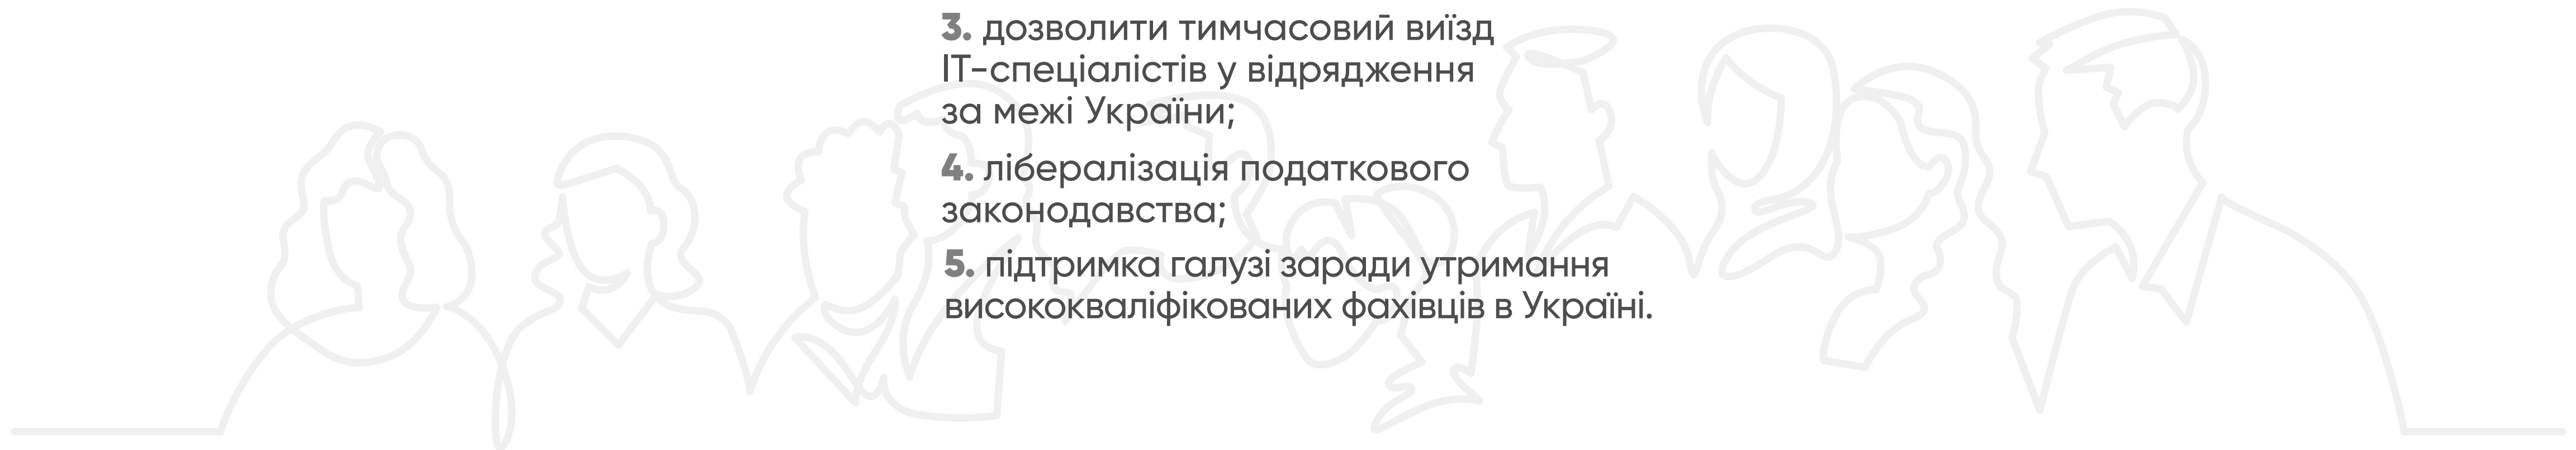 3. дозволити тимчасовий виїзд
ІТ-спеціалістів у відрядження
за межі України;
4. лібералізація податкового
законодавства;
5. підтримка галузі заради утримання
висококваліфікованих фахівців в Україні.